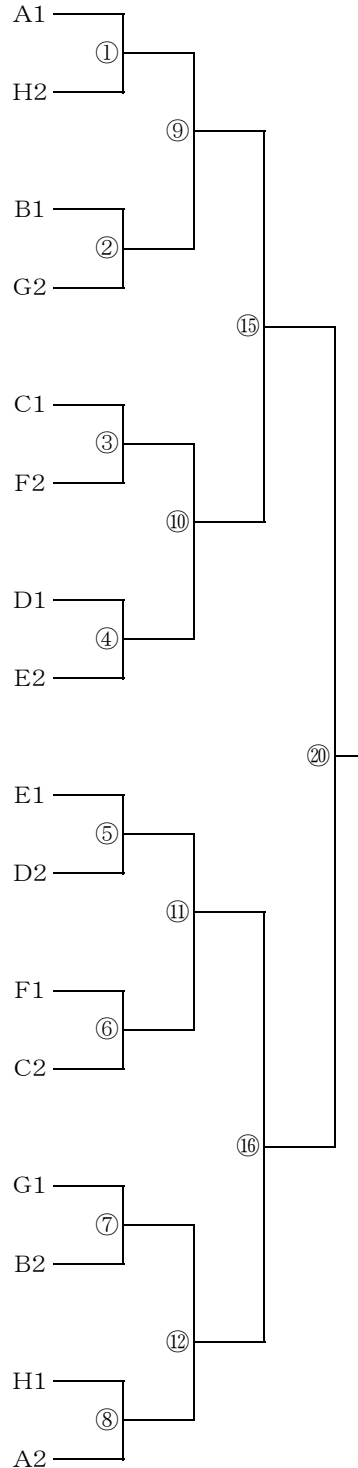 A1
①
H2
⑨
B1
②
G2
⑮
C1
③
F2
⑩
D1
④
E2
⑳
E1
⑤
D2
⑪
F1
⑥
C2
⑯
G1
⑦
B2
⑫
H1
⑧
A2